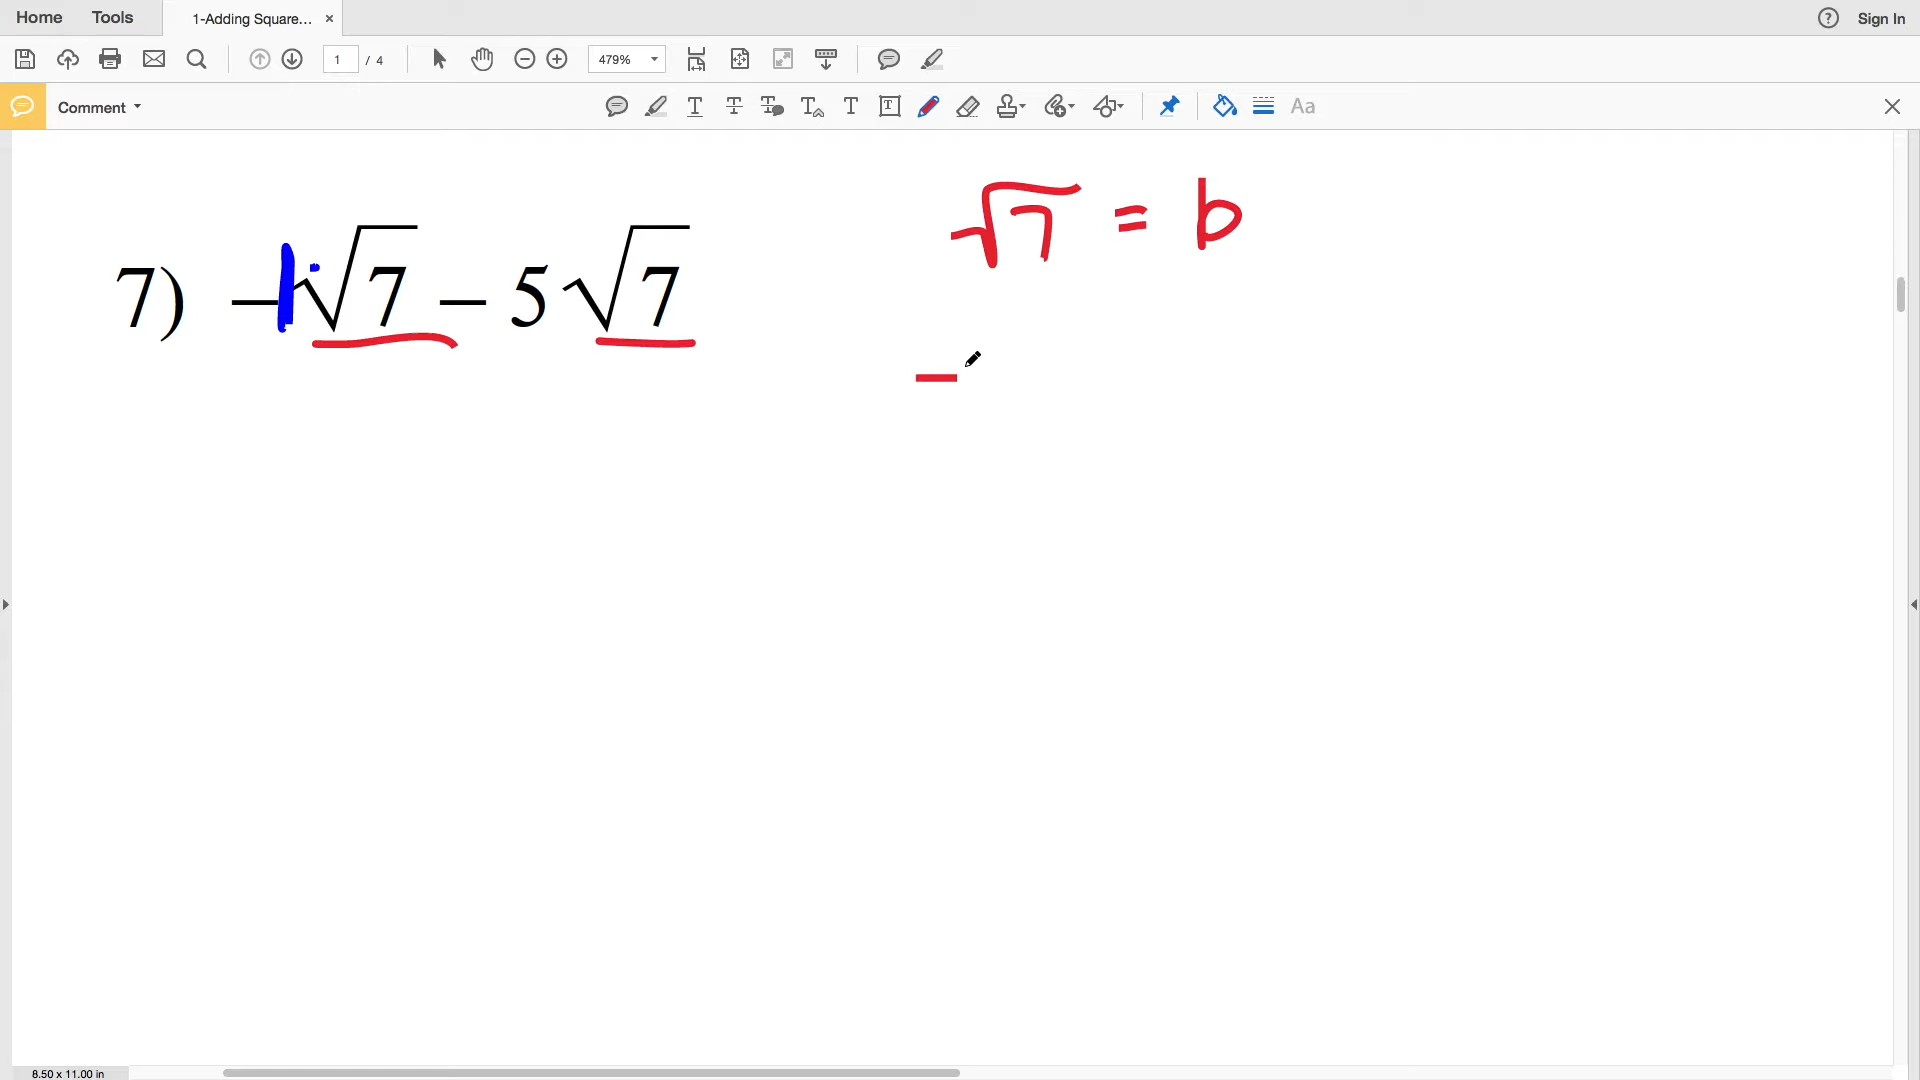 Home Tools 1-Adding Square... × ? Sign In
1 / 4 479%
Comment Aa
√7 = b
7) -1·√7 - 5√7
-
8.50 x 11.00 in